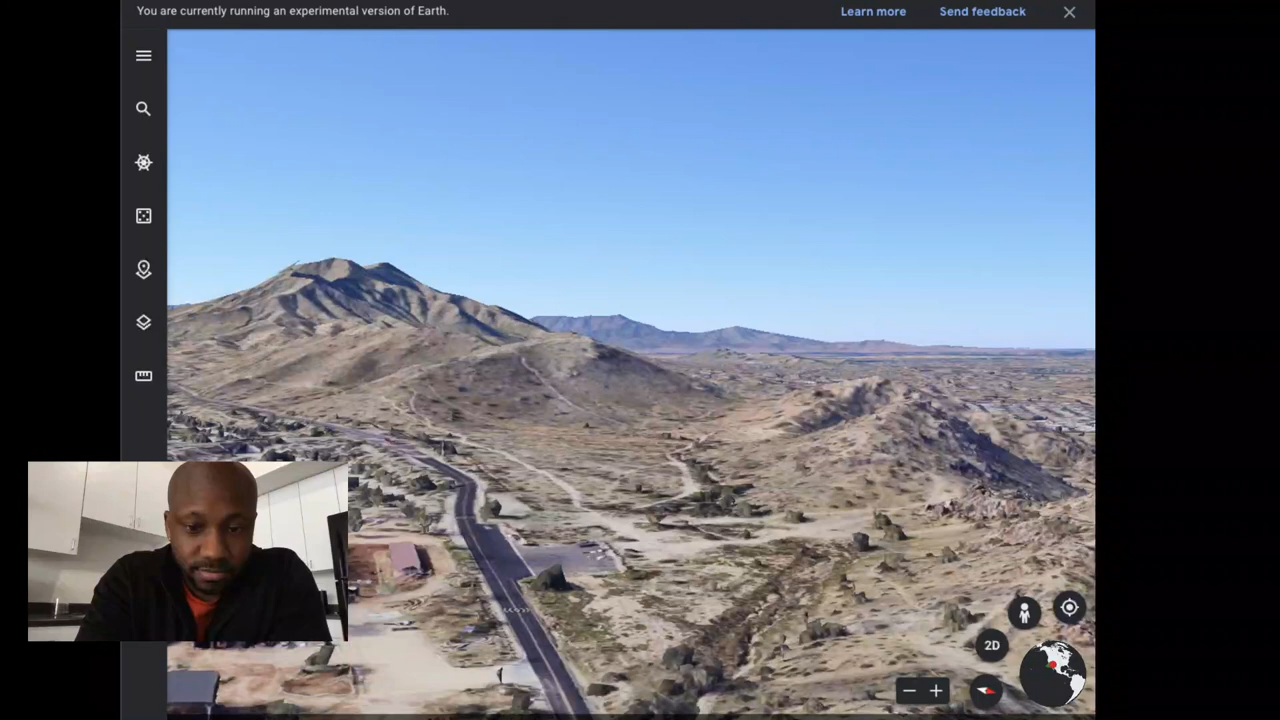 You are currently running an experimental version of Earth.
Learn more
Send feedback
2D